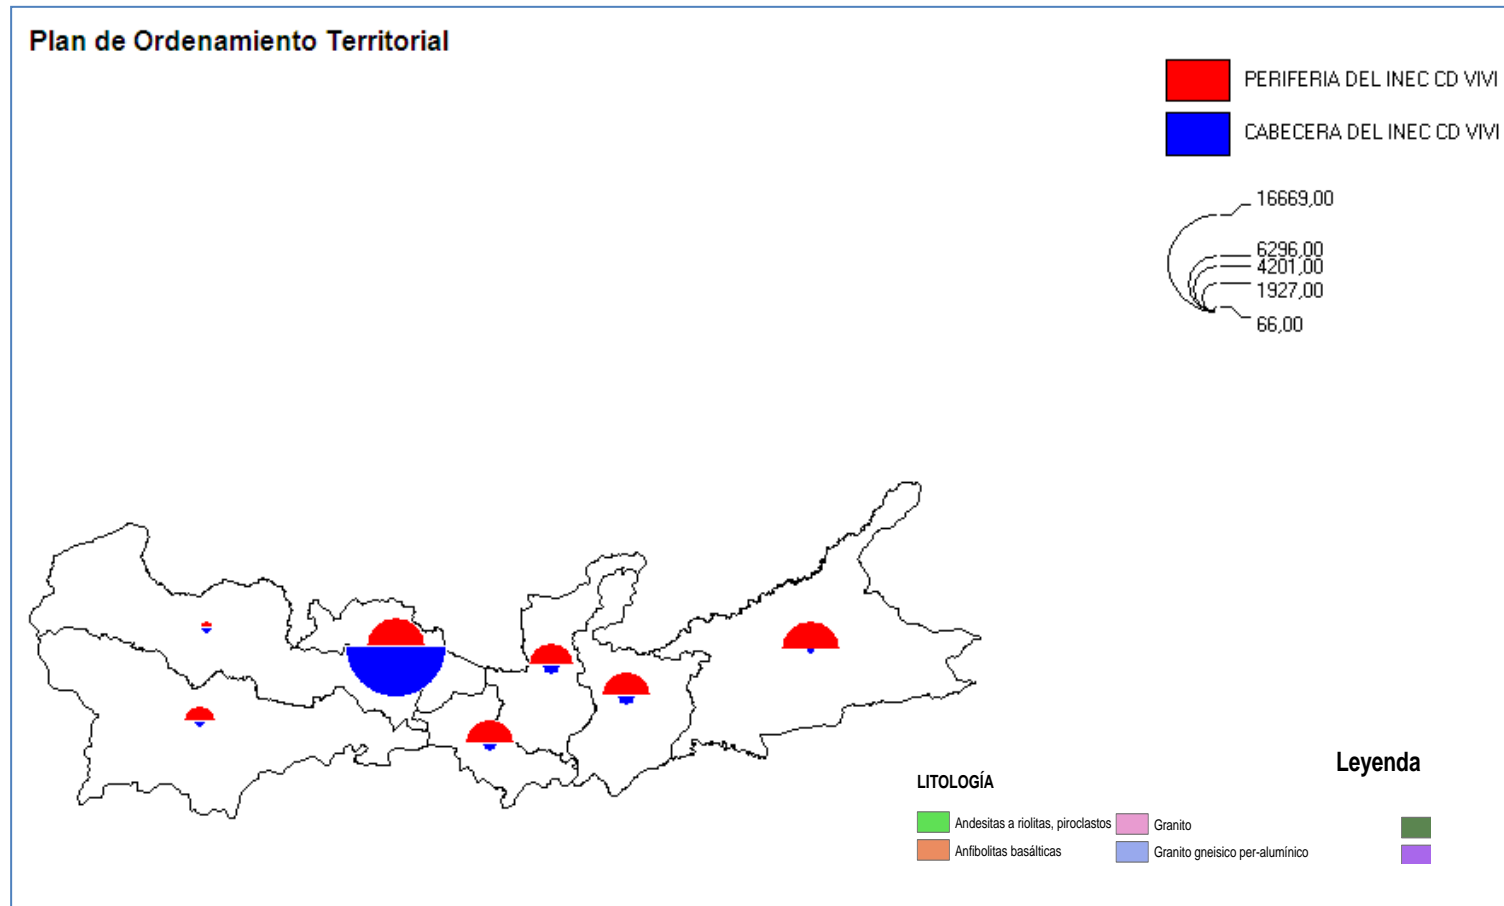 Plan de Ordenamiento Territorial
PERIFERIA DEL INEC CD VIVI
CABECERA DEL INEC CD VIVI
16669,00
6296,00
4201,00
1927,00
66,00
Leyenda
LITOLOGÍA
Andesitas a riolitas, piroclastos
Granito
Anfibolitas basálticas
Granito gneisico per-alumínico